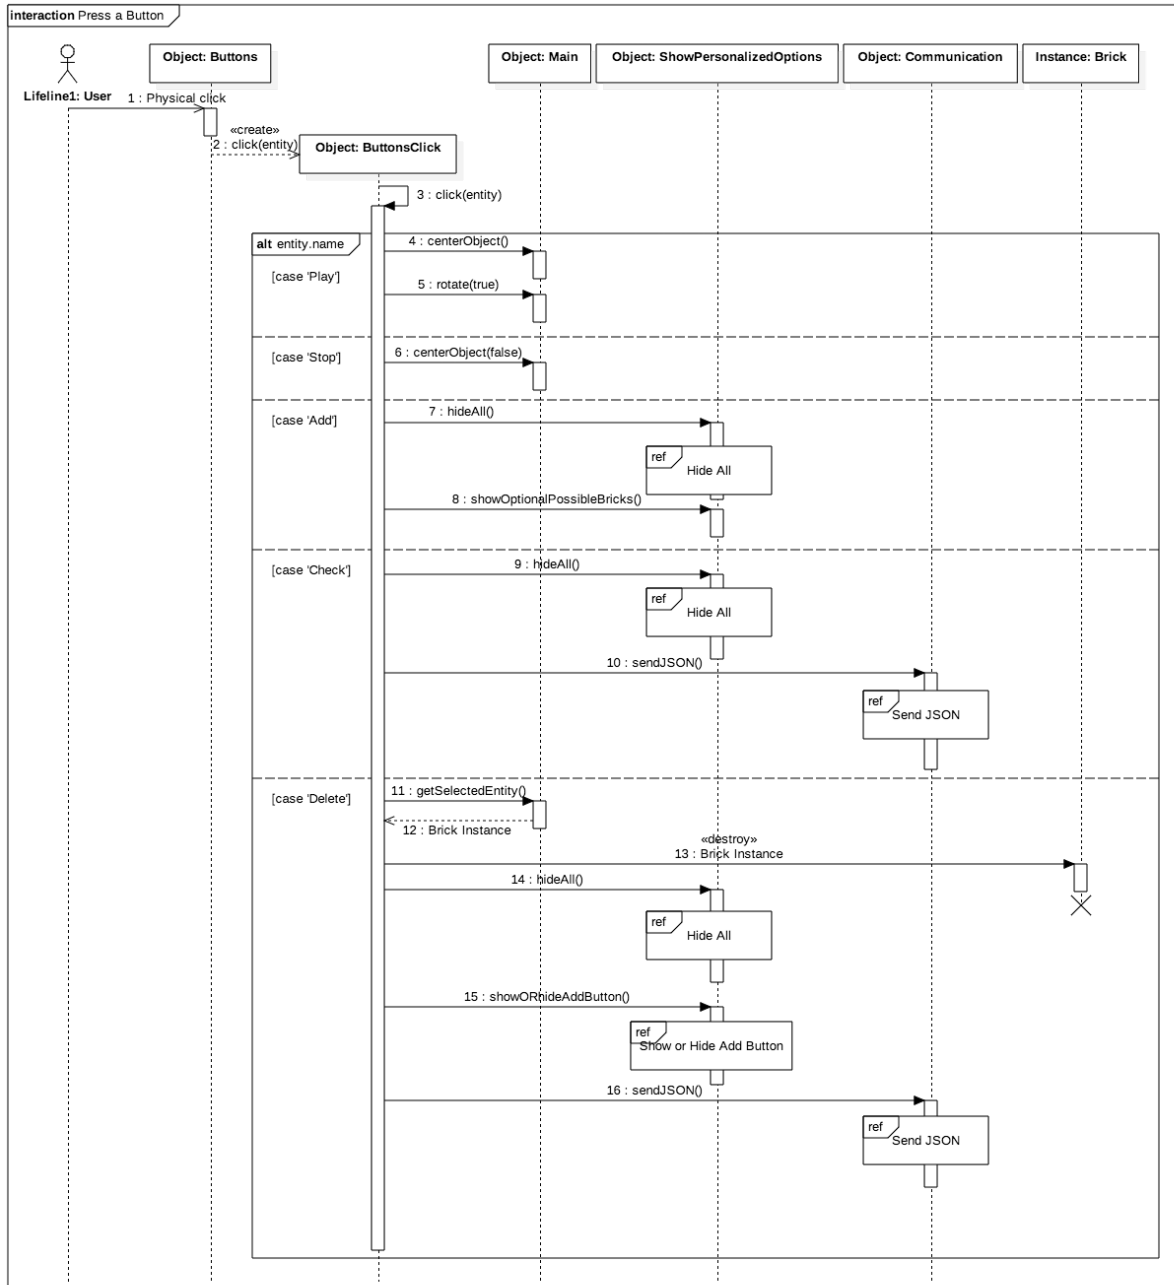 interaction Press a Button
Object: Buttons
Object: Main
Object: ShowPersonalizedOptions
Object: Communication
Instance: Brick
Lifeline1: User
1 : Physical click
«create»
2 : click(entity)
Object: ButtonsClick
3 : click(entity)
alt entity.name
4 : centerObject()
[case 'Play']
5 : rotate(true)
[case 'Stop']
6 : centerObject(false)
[case 'Add']
7 : hideAll()
ref
Hide All
8 : showOptionalPossibleBricks()
[case 'Check']
9 : hideAll()
ref
Hide All
10 : sendJSON()
ref
Send JSON
[case 'Delete']
11 : getSelectedEntity()
12 : Brick Instance
«destroy»
13 : Brick Instance
14 : hideAll()
ref
Hide All
15 : showORhideAddButton()
ref
Show or Hide Add Button
16 : sendJSON()
ref
Send JSON